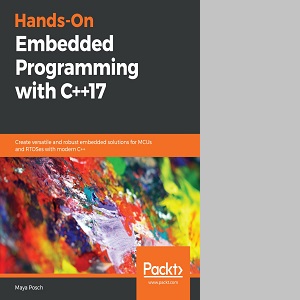 Hands-On
Embedded
Programming
with C++17
Create versatile and robust embedded solutions for MCUs
and RTOSes with modern C++
Packt>
www.packt.com
Maya Posch